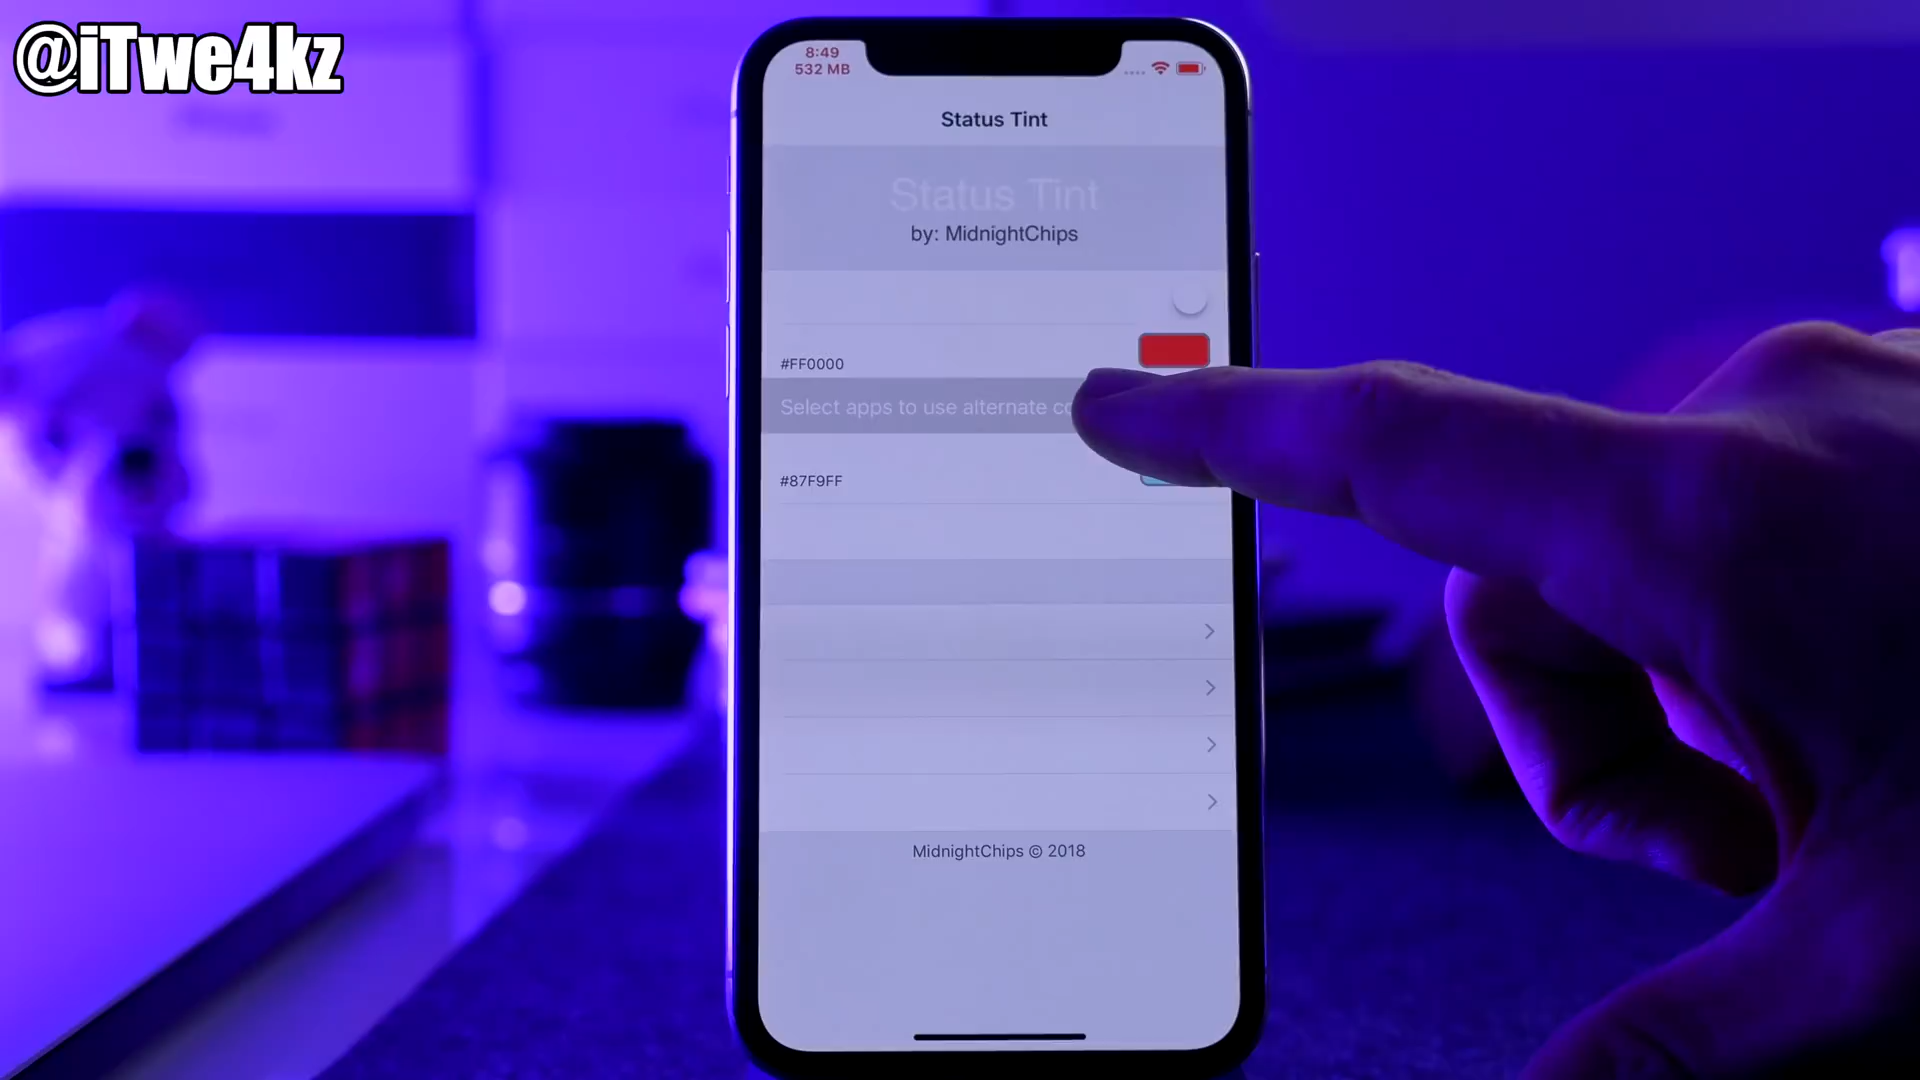 @iTwe4kz
8:49
532 MB
Status Tint
Status Tint
by: MidnightChips
#FF0000
Select apps to use alternate
#87F9FF
MidnightChips © 2018